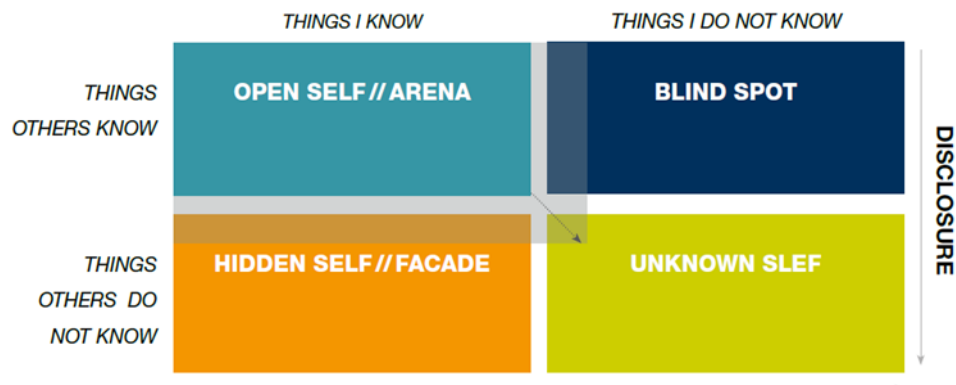 THINGS I KNOW
THINGS I DO NOT KNOW
THINGS
OTHERS KNOW
OPEN SELF // ARENA
BLIND SPOT
DISCLOSURE
THINGS
OTHERS DO
NOT KNOW
HIDDEN SELF // FACADE
UNKNOWN SLEF